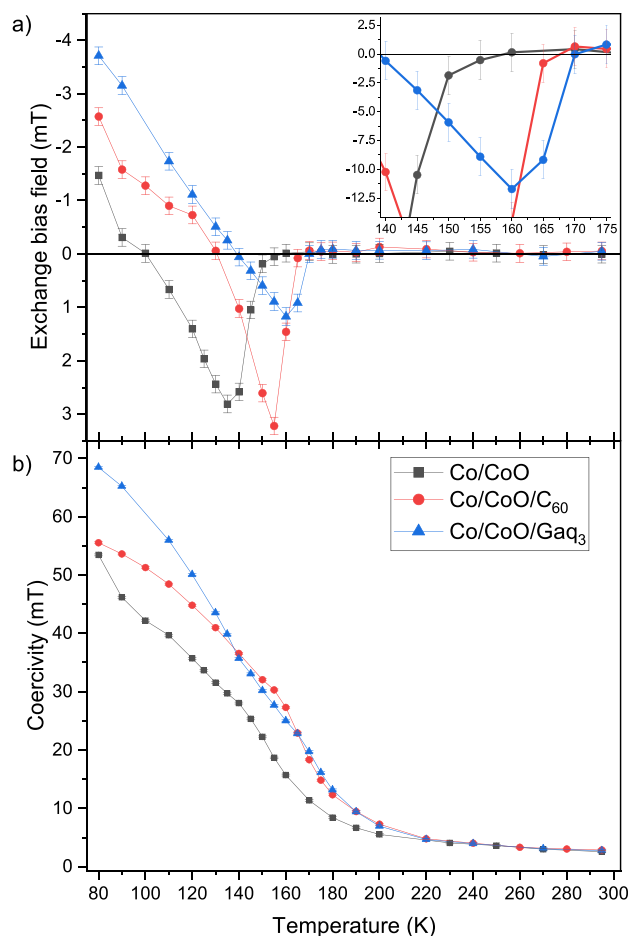 a)
Exchange bias field (mT)
-4
-3
-2
-1
0
1
2
3
2.5
0.0
-2.5
-5.0
-7.5
-10.0
-12.5
140 145 150 155 160 165 170 175
b)
Coercivity (mT)
70
60
50
40
30
20
10
0
Co/CoO
Co/CoO/C₆₀
Co/CoO/Gaq₃
80 100 120 140 160 180 200 220 240 260 280 300
Temperature (K)